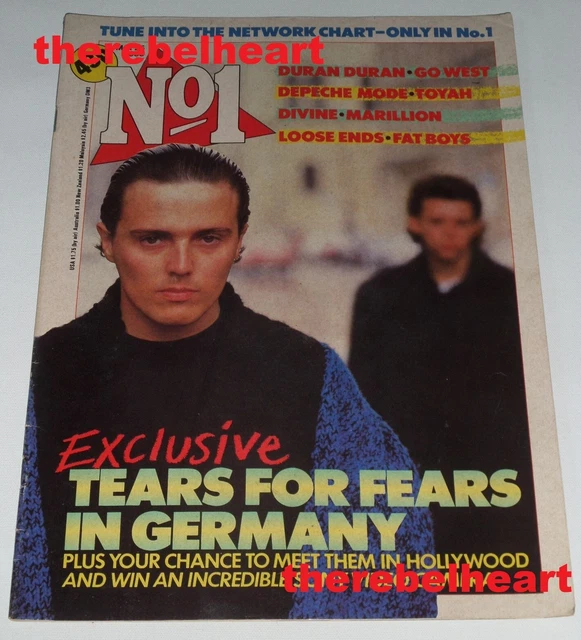 TUNE INTO THE NETWORK CHART-ONLY IN No.1
therebelheart
No1
DURAN DURAN • GO WEST
DEPECHE MODE • TOYAH
DIVINE • MARILLION
LOOSE ENDS • FAT BOYS
therebelheart
Exclusive
TEARS FOR FEARS
IN GERMANY
PLUS YOUR CHANCE TO MEET THEM IN HOLLYWOOD
AND WIN AN INCREDIBLE
therebelheart